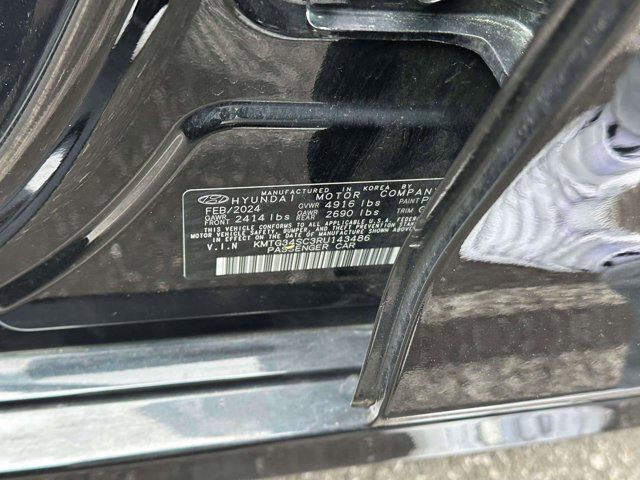 MANUFACTURED IN KOREA BY
HYUNDAI MOTOR COMPANY
FEB/2024 GVWR 4916 lbs PAINT
GAWR FRONT 2414 lbs GAWR REAR 2690 lbs TRIM
THIS VEHICLE CONFORMS TO ALL APPLICABLE U.S.A. FEDERAL
MOTOR VEHICLE SAFETY, BUMPER, AND THEFT PREVENTION
STANDARDS IN EFFECT ON THE DATE OF MANUFACTURE SHOWN ABOVE.
V.I.N KMTG34SC3RU143486
PASSENGER CAR